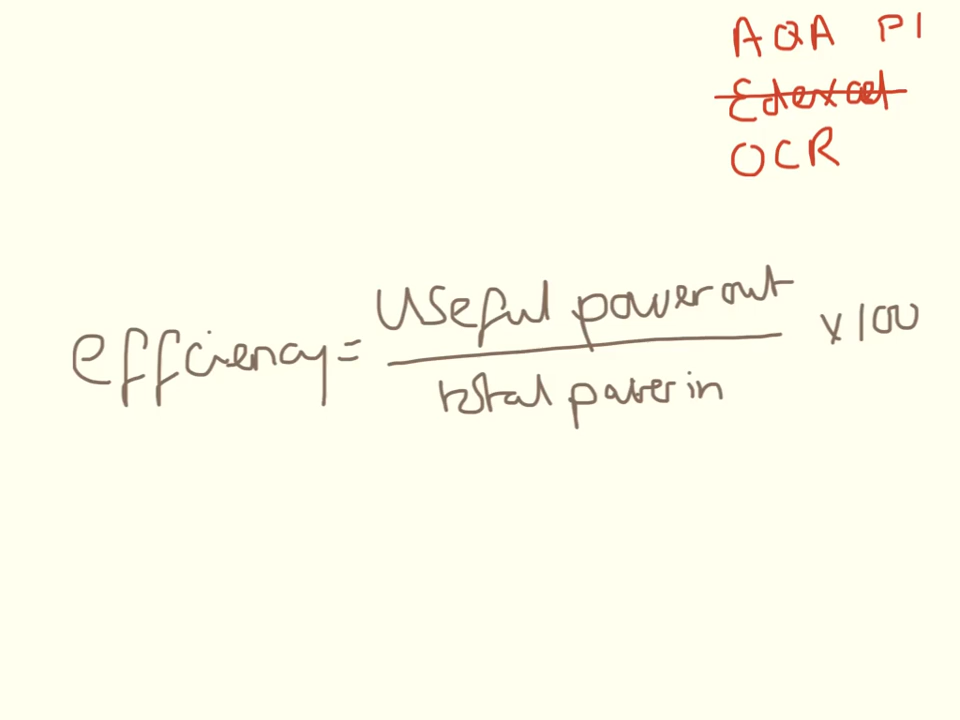 AQA P1
Edexcel
OCR
effciency = useful power out / total power in x100